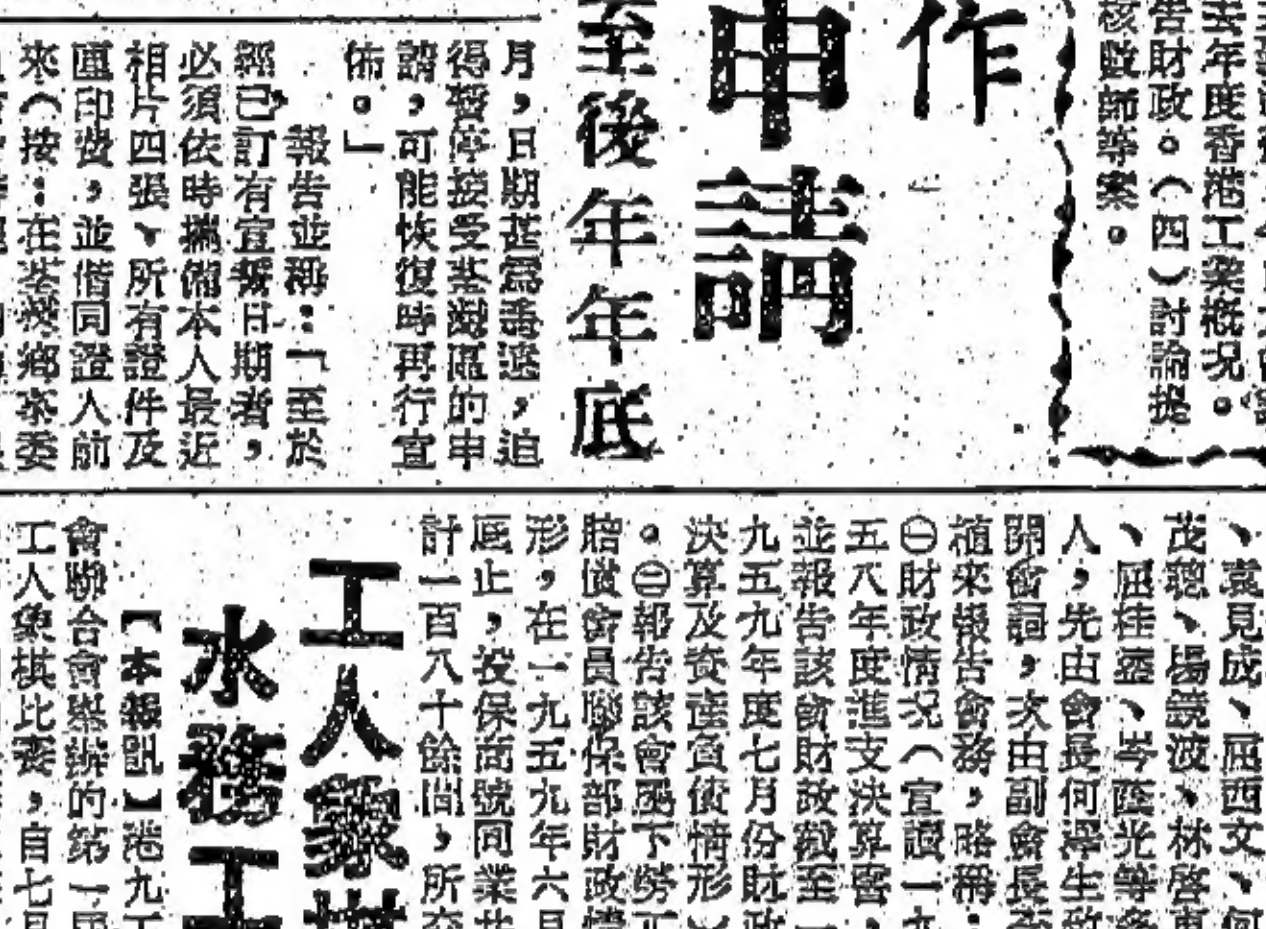 去年度香港工業概况。
告財政。(四)討論提
核數師等案。
作
申請
至後年年底
月,日期甚爲遙遠,迫
得暫停接受荃灣區的申
請,可能恢復時再行宣
佈。」
報告並稱:「至於
經已訂有宣誓日期者,
必須依時攜備本人最近
相片四張、所有證件及
匯印費,並偕同證人前
來(按:在荃灣鄉事委
、袁見成、屈西文、何
茂聰、楊競波、林啓東
、屈桂盛、岑蔭光等多
人,先由會長何澤生致
開會詞,次由副會長
植來報告會務,略稱:
㊀財政情况(宣讀一九
五八年度進支決算書,
並報告該會財政截至一
九五九年度七月份財政
決算及資產負債情形)
。㊁報告該會屬下勞工
賠償會員聯保部財政情
形,在一九五九年六月
底止,投保商號同業共
計一百八十餘間,所
工人象棋
水務工
【本報訊】港九工
會聯合會舉辦的第一屆
工人象棋比賽,自七月